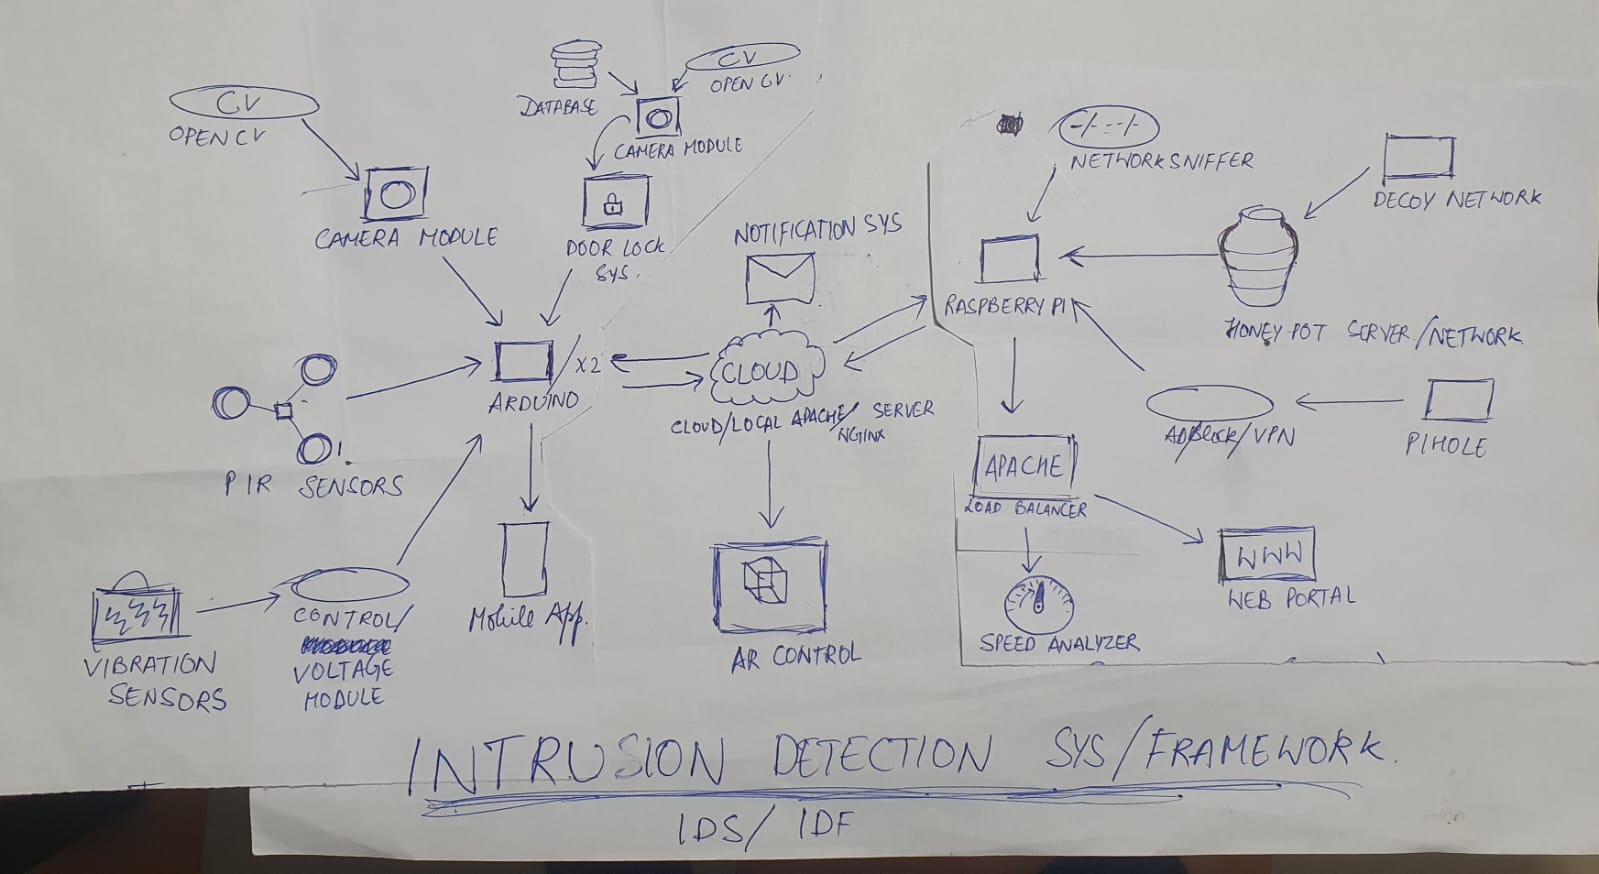 DATABASE
CV
OPEN CV.
CAMERA MODULE
CV
OPEN CV
CAMERA MODULE
DOOR LOCK
SYS.
NOTIFICATION SYS
NETWORK SNIFFER
DECOY NETWORK
RASPBERRY PI
HONEY POT SERVER/NETWORK
/X2
ARDUINO
CLOUD
CLOUD/LOCAL APACHE/ SERVER
NGINX
PIR SENSORS
ADBLOCK/VPN
PIHOLE
APACHE
LOAD BALANCER
WWW
WEB PORTAL
SPEED ANALYZER
VIBRATION
SENSORS
CONTROL/
VOLTAGE
MODULE
Mobile App.
AR CONTROL
INTRUSION DETECTION SYS/FRAMEWORK.
IDS/ IDF